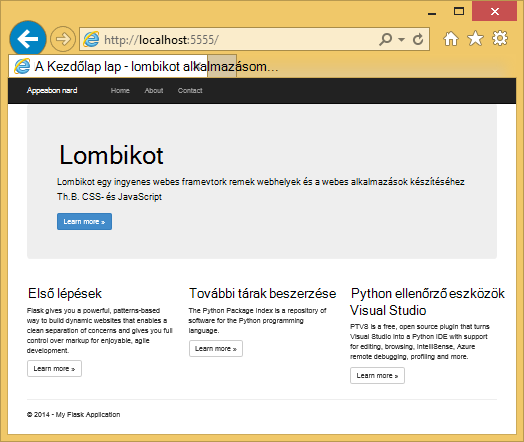 http://localhost:5555/
A Kezdőlap lap - lombikot alkalmazásom...
Appeabon nard Home About Contact
Lombikot
Lombikot egy ingyenes webes framevtork remek webhelyek és a webes alkalmazások készítéséhez
Th.B. CSS- és JavaScript
Learn more »
Első lépések
Flask gives you a powerful, patterns-based
way to build dynamic websites that enables a
clean separation of concerns and gives you full
control over markup for enjoyable, agile
development.
Learn more »
További tárak beszerzése
The Python Package Index is a repository of
software for the Python programming
language.
Learn more »
Python ellenőrző eszközök
Visual Studio
PTVS is a free, open source plugin that turns
Visual Studio into a Python IDE with support
for editing, browsing, IntelliSense, Azure
remote debugging, profiling and more.
Learn more »
© 2014 - My Flask Application